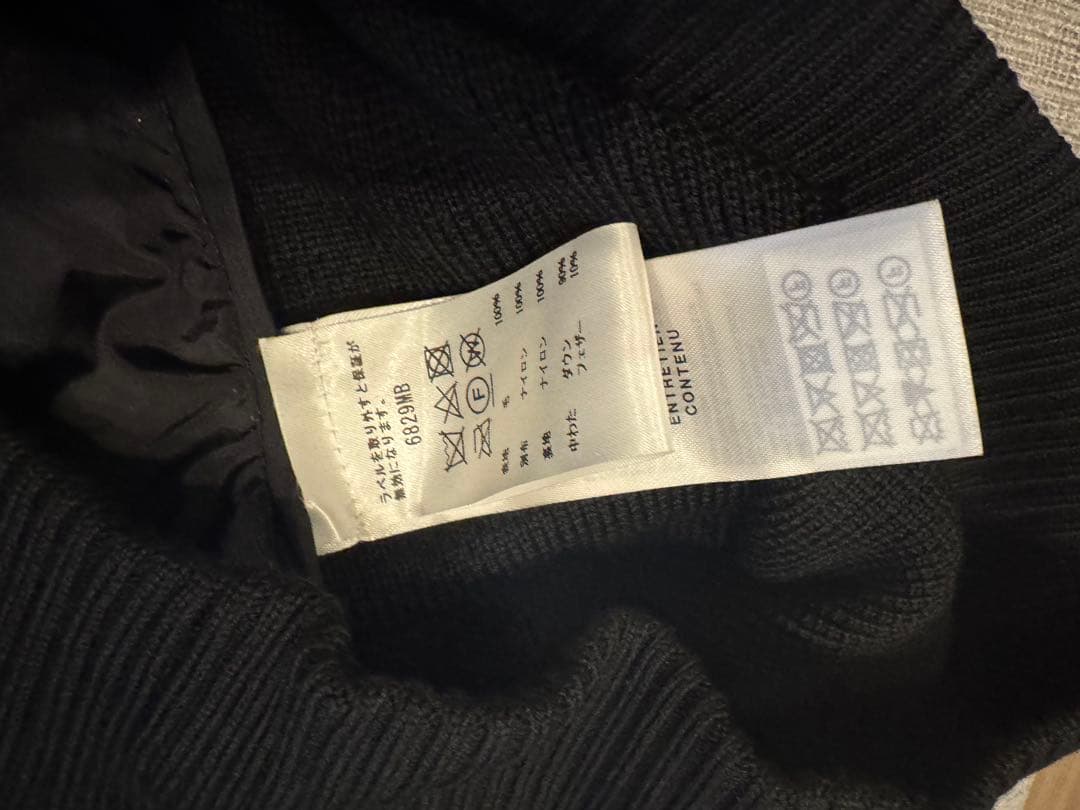 ラベルを取り外すと保証が
無効になります。
6829MB
F
W
表地 毛 100%
別布 ナイロン 100%
裏地 ナイロン 100%
中わた ダウン 90%
フェザー 10%
ENTRETIEN
CONTENU